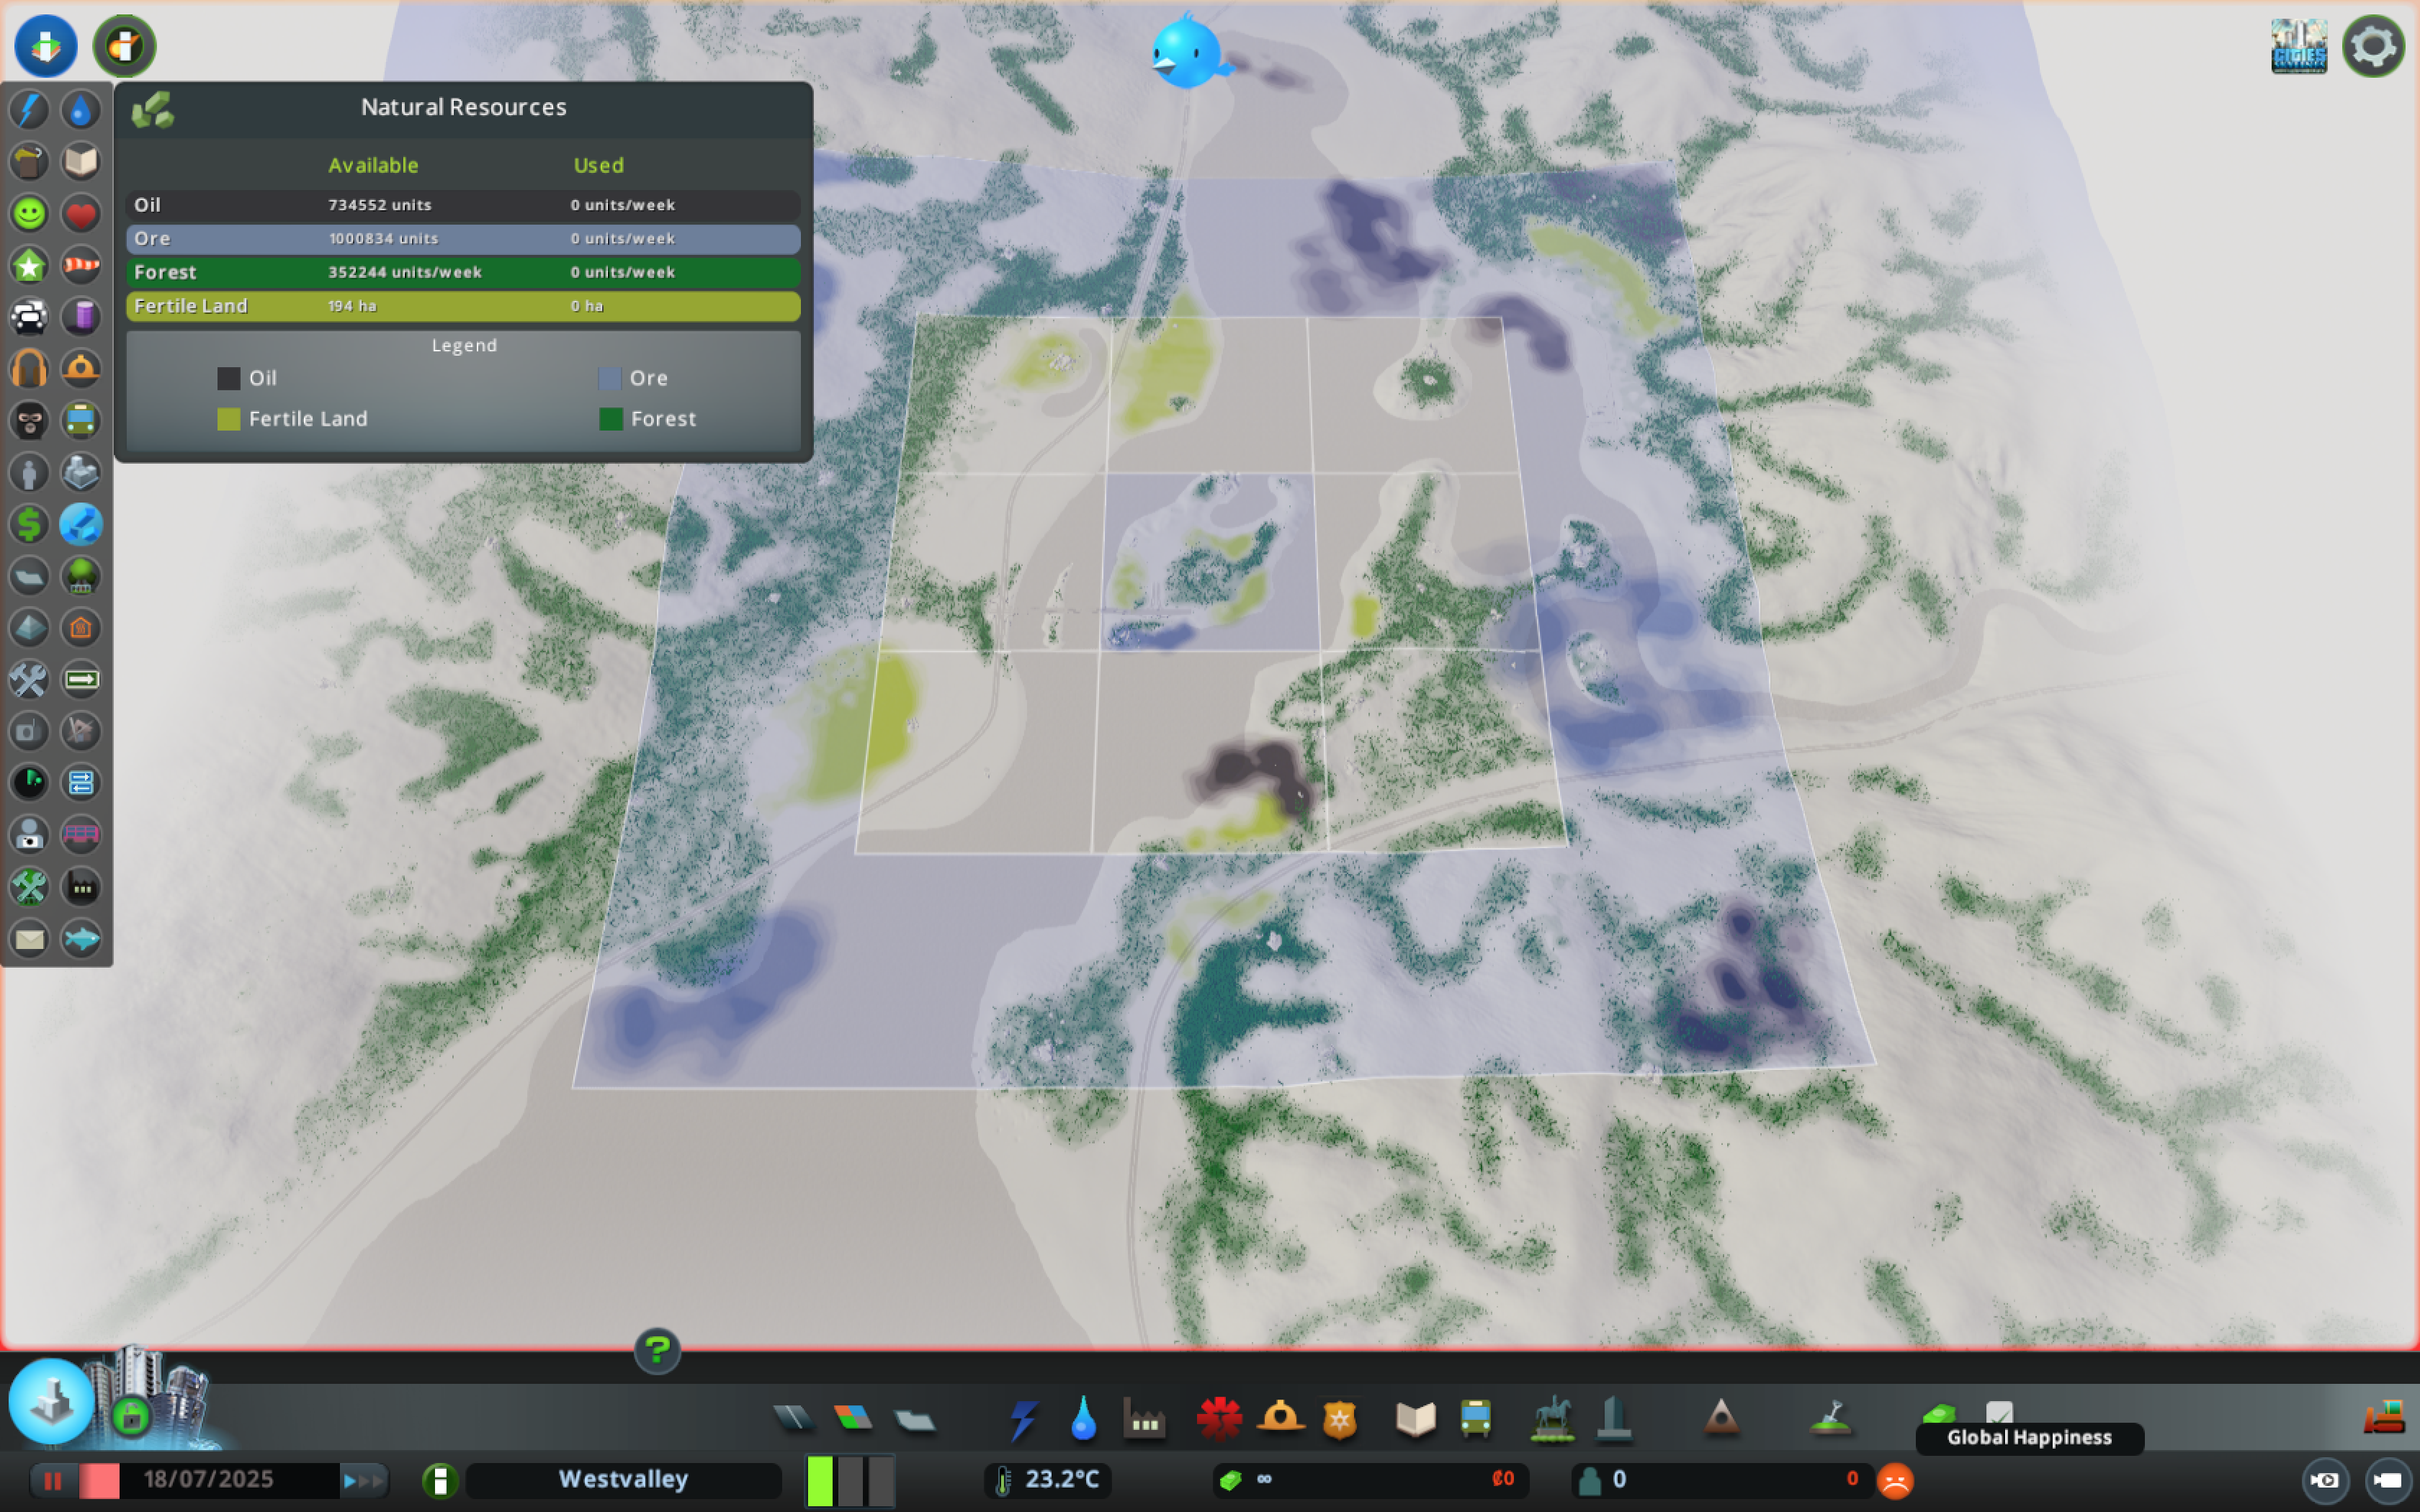 CITIES
Natural Resources
Available Used
Oil 734552 units 0 units/week
Ore 1000834 units 0 units/week
Forest 352244 units/week 0 units/week
Fertile Land 194 ha 0 ha
Legend
Oil Ore
Fertile Land Forest
?
Global Happiness
18/07/2025 Westvalley 23.2°C ∞ ₡0 0 0